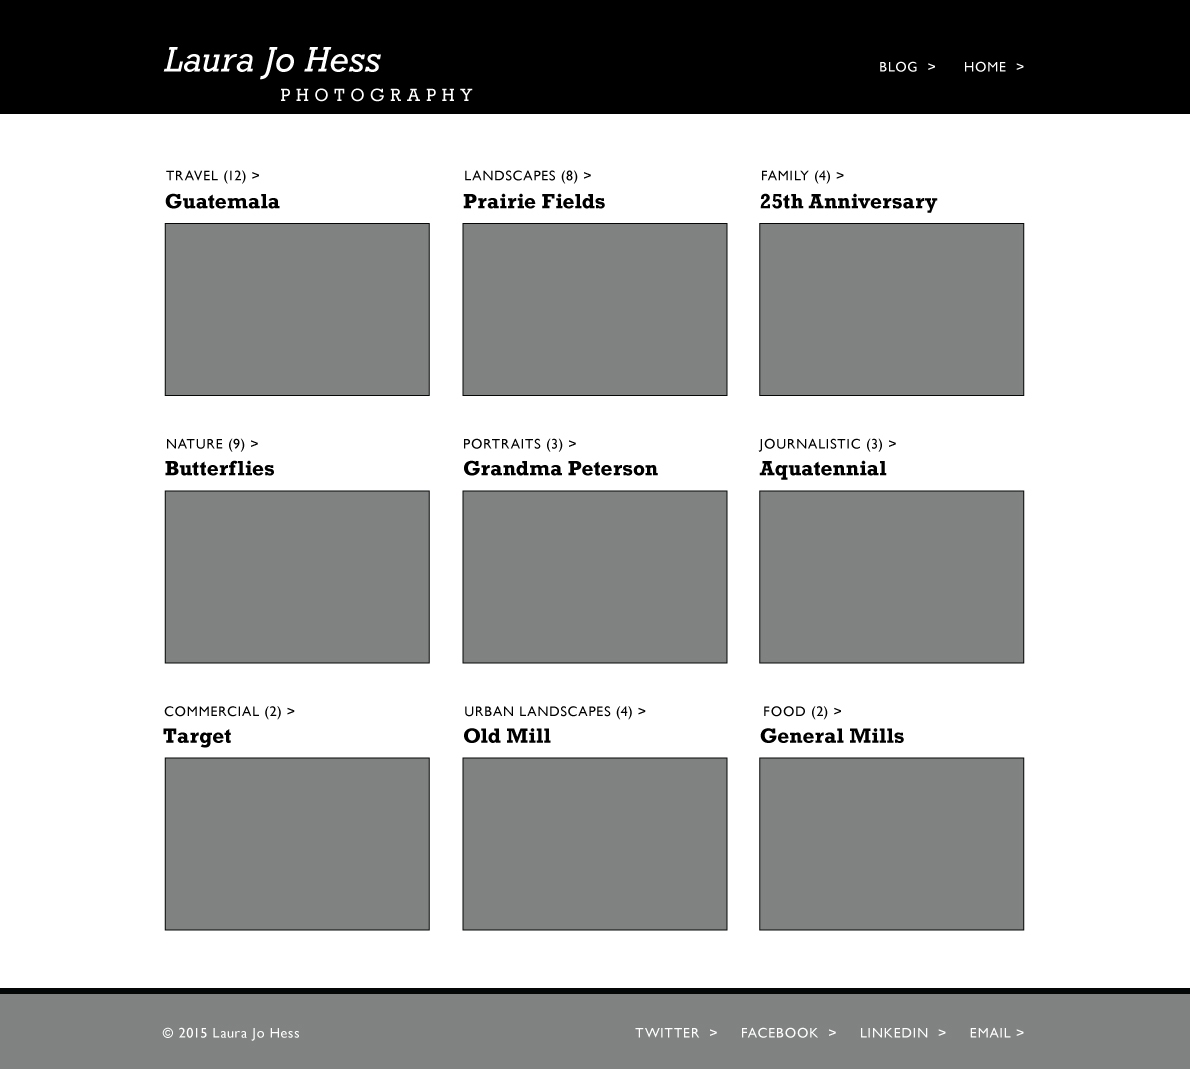 Laura Jo Hess
PHOTOGRAPHY
BLOG > HOME >
TRAVEL (12) >
Guatemala
LANDSCAPES (8) >
Prairie Fields
FAMILY (4) >
25th Anniversary
NATURE (9) >
Butterflies
PORTRAITS (3) >
Grandma Peterson
JOURNALISTIC (3) >
Aquatennial
COMMERCIAL (2) >
Target
URBAN LANDSCAPES (4) >
Old Mill
FOOD (2) >
General Mills
© 2015 Laura Jo Hess
TWITTER > FACEBOOK > LINKEDIN > EMAIL >